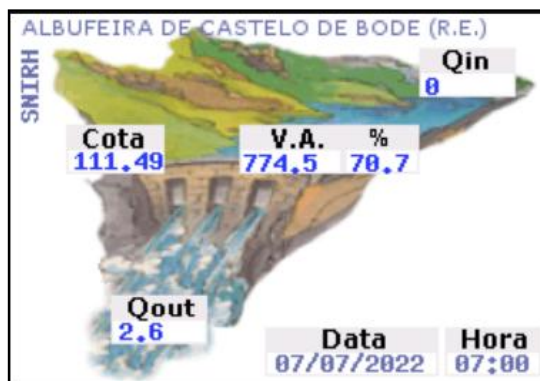 ALBUFEIRA DE CASTELO DE BODE (R.E.)
SNIRH
Qin
0
Cota
111.49
V.A. %
774.5 70.7
Qout
2.6
Data Hora
07/07/2022 07:00